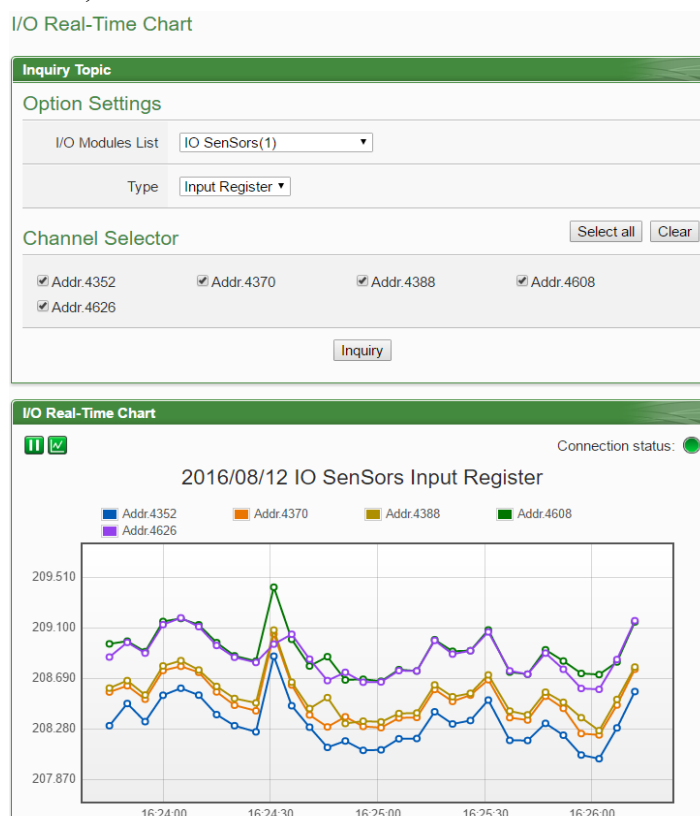 I/O Real-Time Chart
Inquiry Topic
Option Settings
I/O Modules List IO SenSors(1)
Type Input Register
Channel Selector Select all Clear
Addr.4352 Addr.4370 Addr.4388 Addr.4608
Addr.4626
Inquiry
I/O Real-Time Chart
Connection status:
2016/08/12 IO SenSors Input Register
Addr.4352 Addr.4370 Addr.4388 Addr.4608
Addr.4626
209.510
209.100
208.690
208.280
207.870
16:24:00 16:24:30 16:25:00 16:25:30 16:26:00